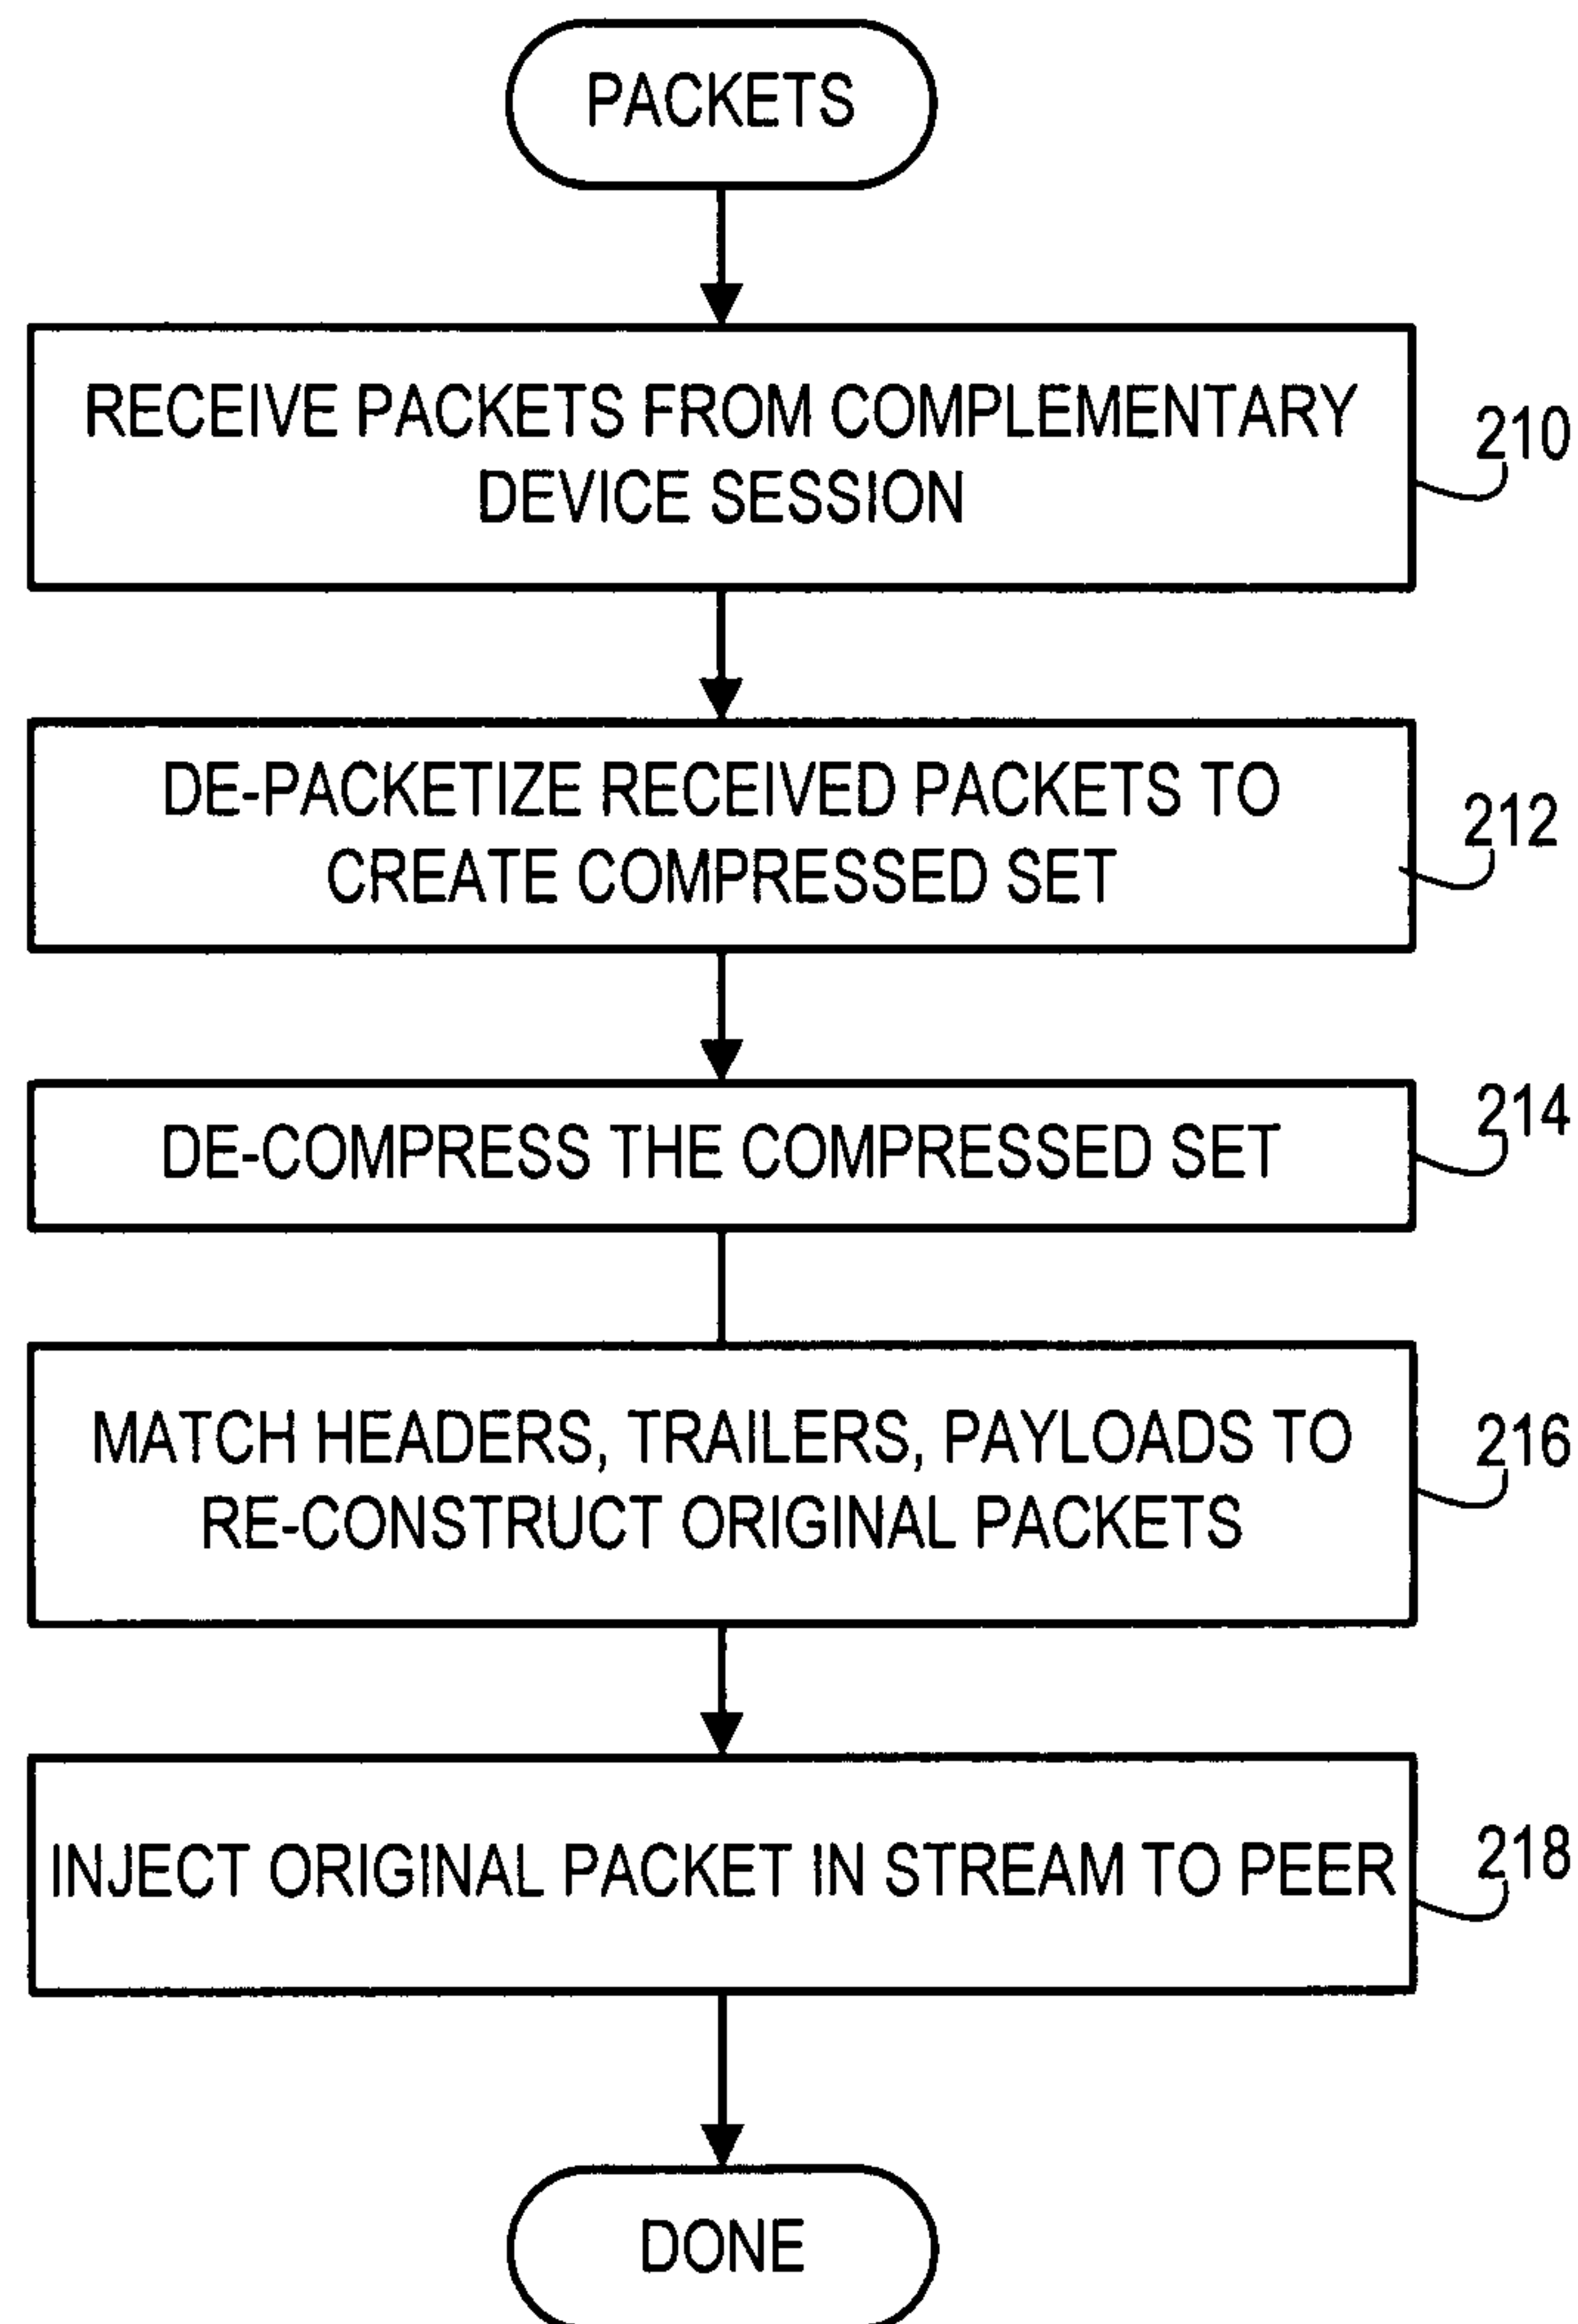 PACKETS
RECEIVE PACKETS FROM COMPLEMENTARY
DEVICE SESSION
210
DE-PACKETIZE RECEIVED PACKETS TO
CREATE COMPRESSED SET
212
DE-COMPRESS THE COMPRESSED SET
214
MATCH HEADERS, TRAILERS, PAYLOADS TO
RE-CONSTRUCT ORIGINAL PACKETS
216
INJECT ORIGINAL PACKET IN STREAM TO PEER
218
DONE